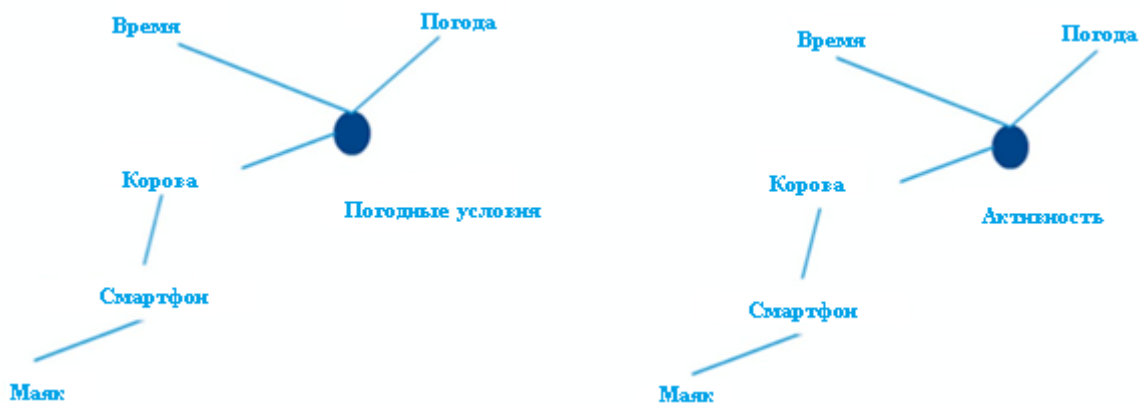 Время
Погода
Корова
Погодные условия
Смартфон
Маяк
Время
Погода
Корова
Активность
Смартфон
Маяк